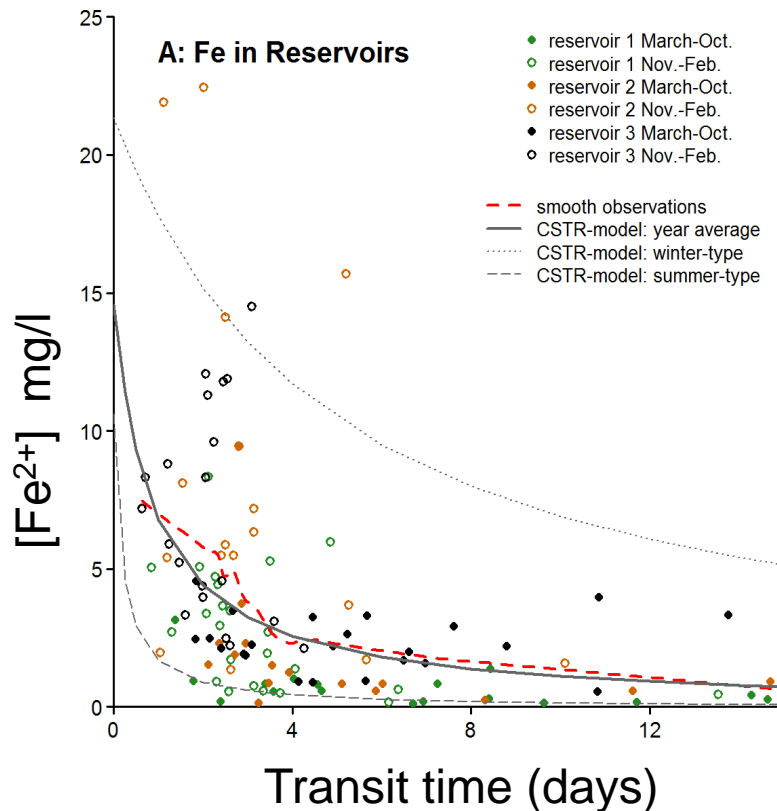 A: Fe in Reservoirs
reservoir 1 March-Oct.
reservoir 1 Nov.-Feb.
reservoir 2 March-Oct.
reservoir 2 Nov.-Feb.
reservoir 3 March-Oct.
reservoir 3 Nov.-Feb.
smooth observations
CSTR-model: year average
CSTR-model: winter-type
CSTR-model: summer-type
25
20
15
10
5
0
[Fe²⁺] mg/l
0 4 8 12
Transit time (days)